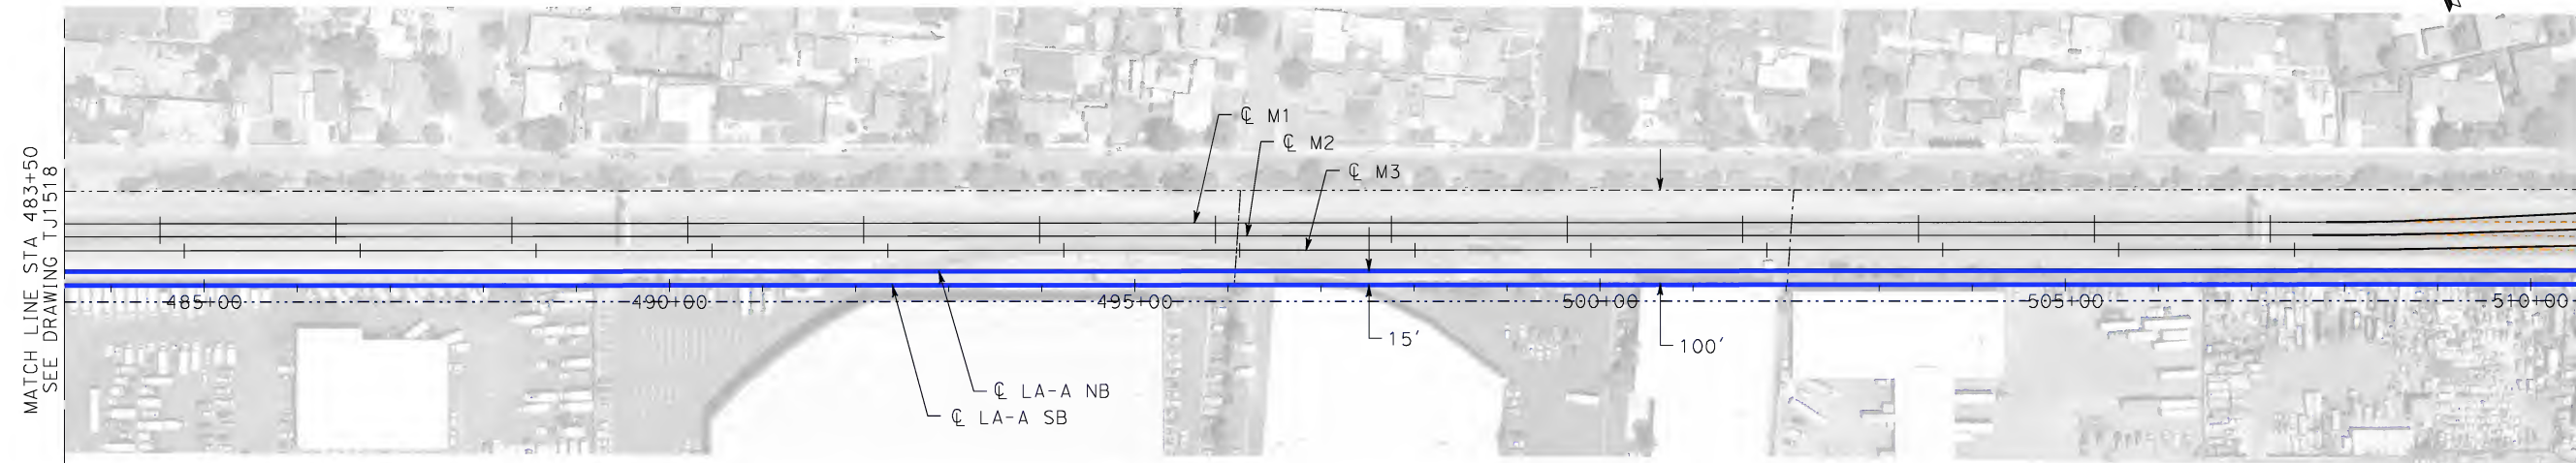 MATCH LINE STA 483+50
SEE DRAWING TJ1518
℄ M1
℄ M2
℄ M3
485+00
490+00
495+00
500+00
505+00
510+00
15'
100'
℄ LA-A NB
℄ LA-A SB